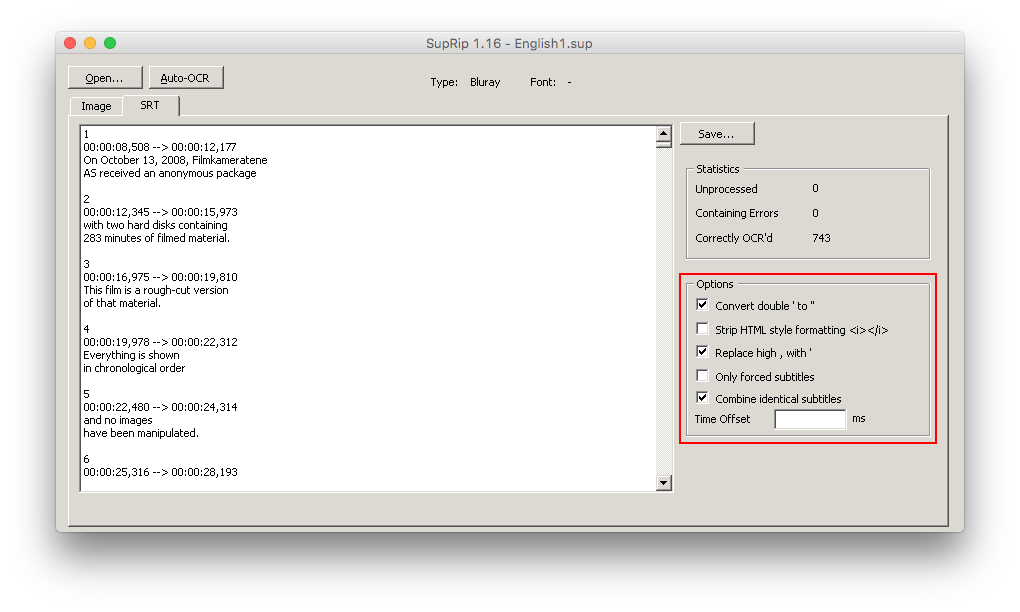 SupRip 1.16 - English1.sup
Open...
Auto-OCR
Type: Bluray Font: -
Image
SRT
1
00:00:08,508 --> 00:00:12,177
On October 13, 2008, Filmkameratene
AS received an anonymous package
2
00:00:12,345 --> 00:00:15,973
with two hard disks containing
283 minutes of filmed material.
3
00:00:16,975 --> 00:00:19,810
This film is a rough-cut version
of that material.
4
00:00:19,978 --> 00:00:22,312
Everything is shown
in chronological order
5
00:00:22,480 --> 00:00:24,314
and no images
have been manipulated.
6
00:00:25,316 --> 00:00:28,193
Save...
Statistics
Unprocessed 0
Containing Errors 0
Correctly OCR'd 743
Options
Convert double ' to "
Strip HTML style formatting <i></i>
Replace high , with '
Only forced subtitles
Combine identical subtitles
Time Offset ms